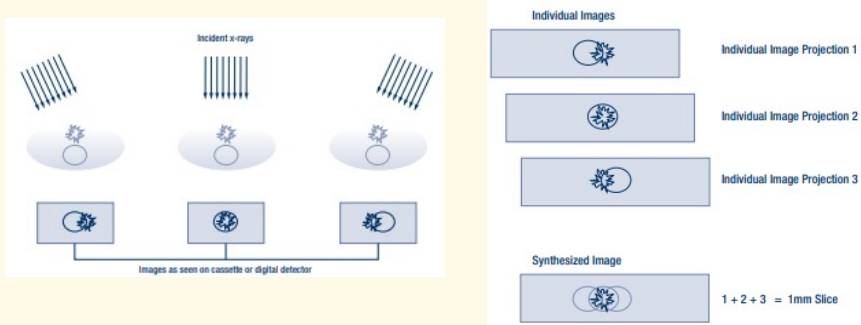 Incident x-rays
Images as seen on cassette or digital detector
Individual Images
Individual Image Projection 1
Individual Image Projection 2
Individual Image Projection 3
Synthesized Image
1 + 2 + 3 = 1mm Slice